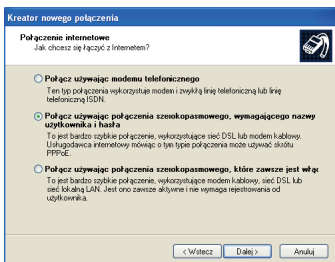 Kreator nowego połączenia
Połączenie internetowe
Jak chcesz się łączyć z Internetem?
Połącz używając modemu telefonicznego
Ten typ połączenia wykorzystuje modem i zwykłą linię telefoniczną lub linię
telefoniczną ISDN.
Połącz używając połączenia szerokopasmowego, wymagającego nazwy
użytkownika i hasła
To jest bardzo szybkie połączenie, wykorzystujące sieć DSL lub modem kablowy.
Usługodawca internetowy mówiąc o tym typie połączenia może używać skrótu
PPPoE.
Połącz używając połączenia szerokopasmowego, które zawsze jest włąc
To jest bardzo szybkie połączenie, wykorzystujące modem kablowy, sieć DSL lub
sieć lokalną LAN. Jest ono zawsze aktywne i nie wymaga rejestrowania od
użytkownika.
< Wstecz
Dalej >
Anuluj